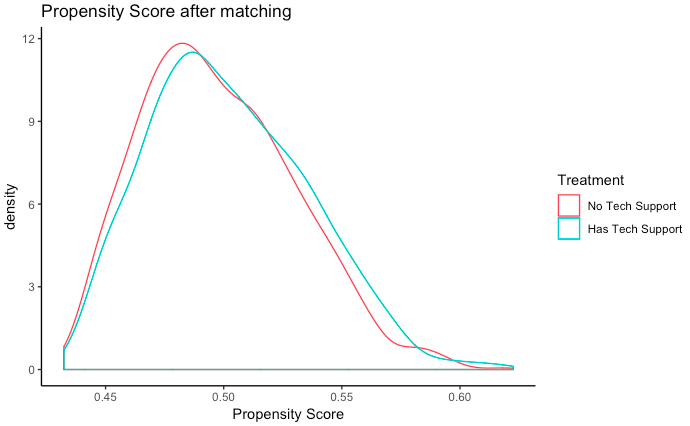 Propensity Score after matching
12
9
6
3
0
density
0.45 0.50 0.55 0.60
Propensity Score
Treatment
No Tech Support
Has Tech Support